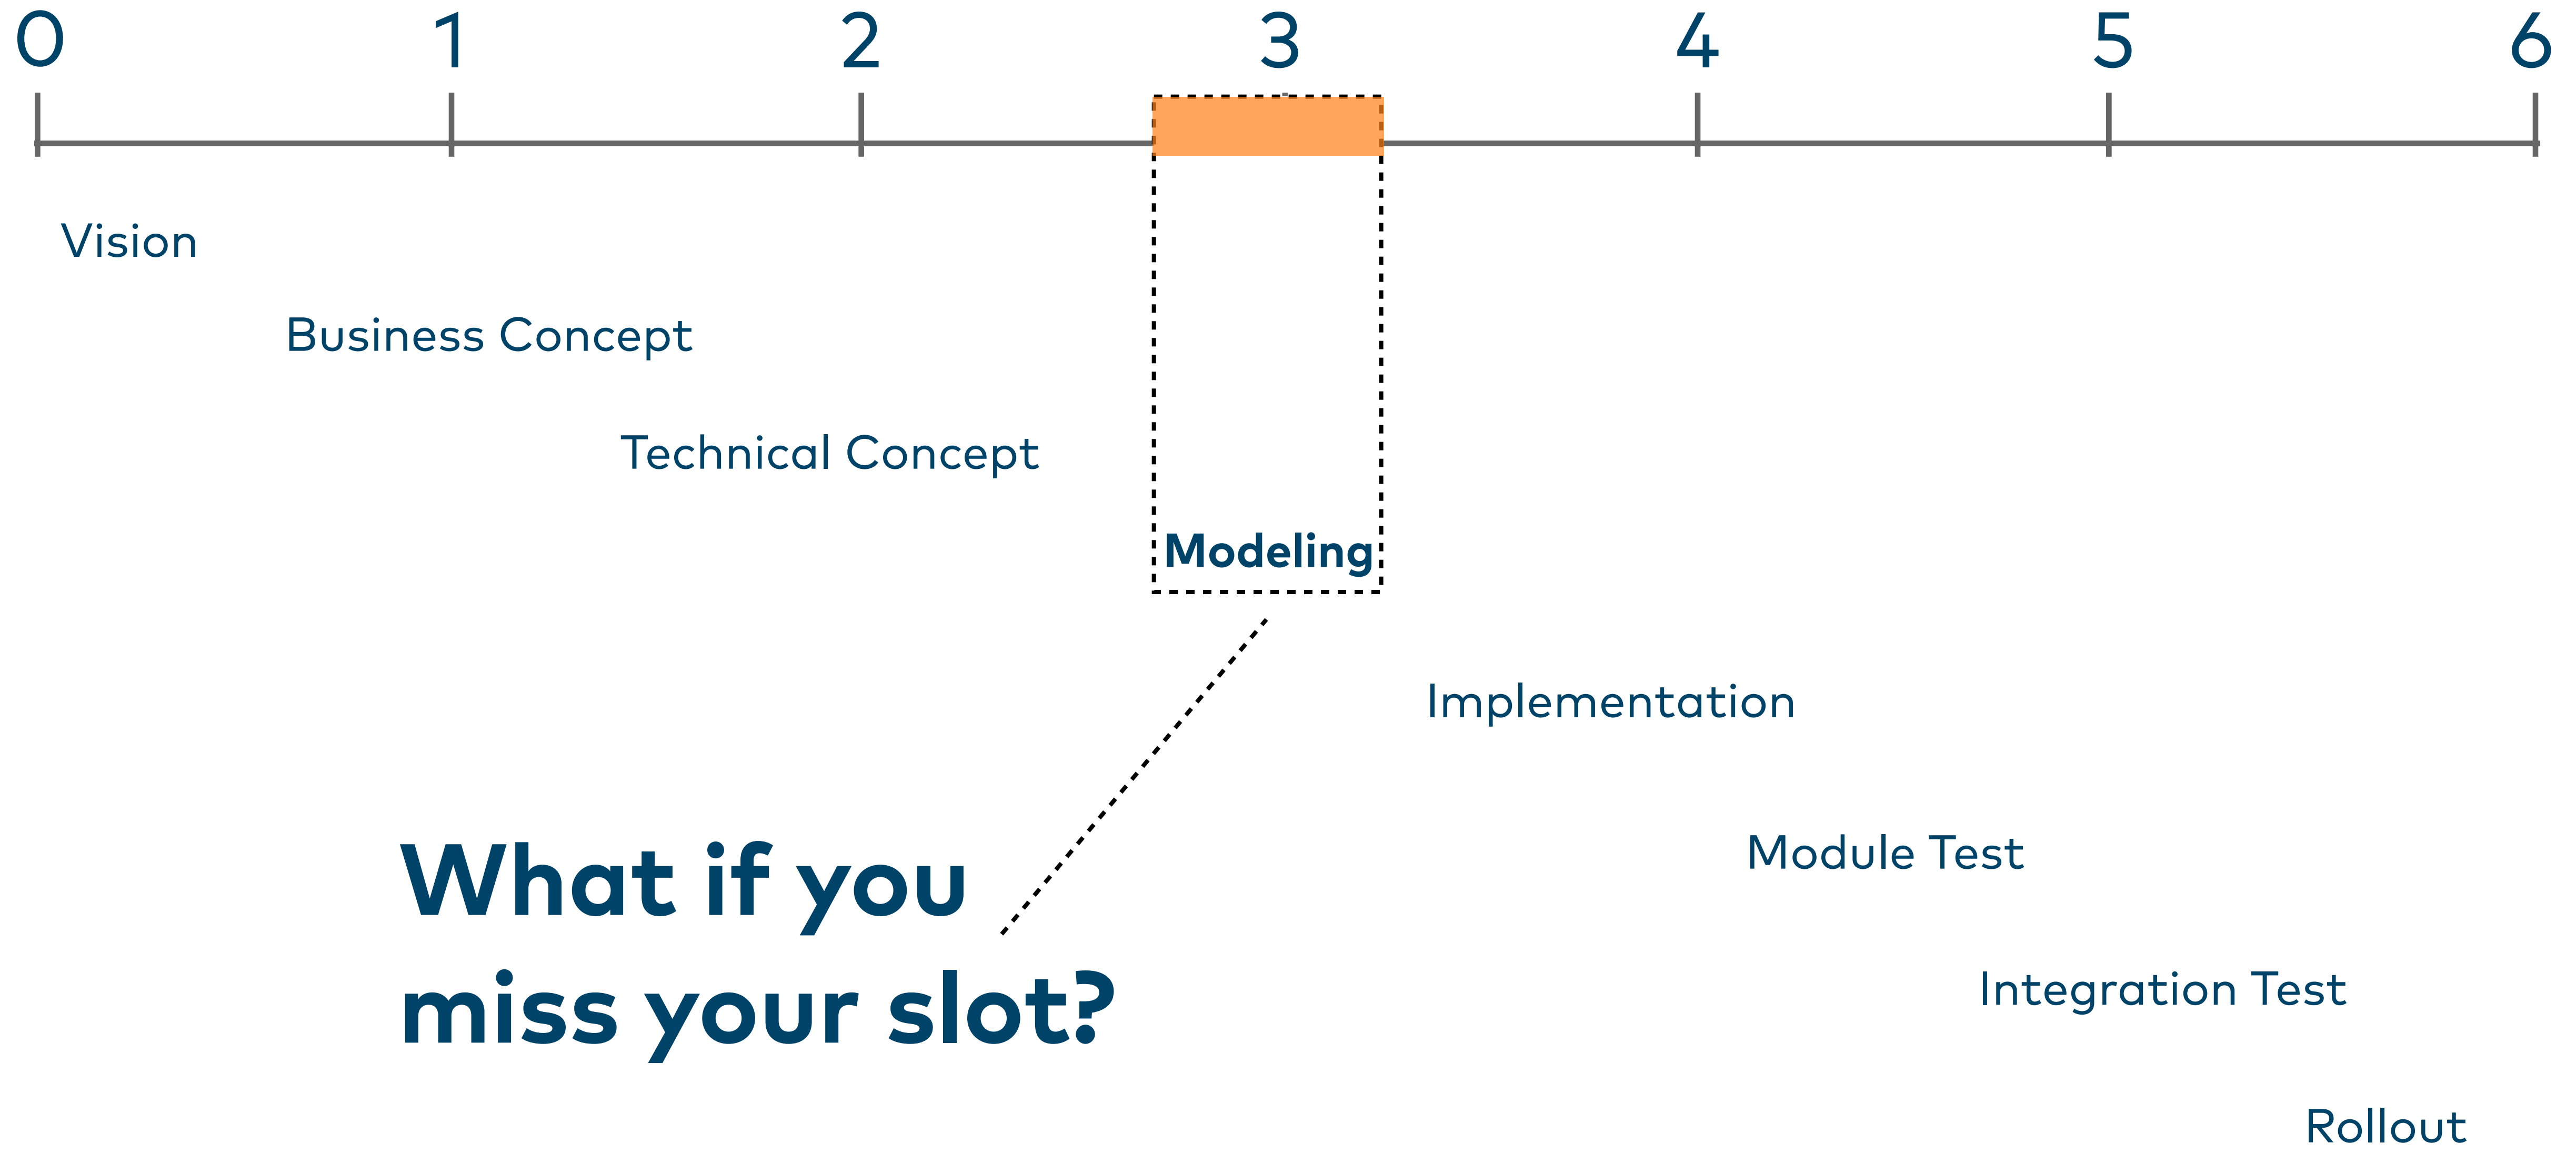 0 1 2 3 4 5 6
Vision
Business Concept
Technical Concept
Modeling
Implementation
What if you
miss your slot?
Module Test
Integration Test
Rollout